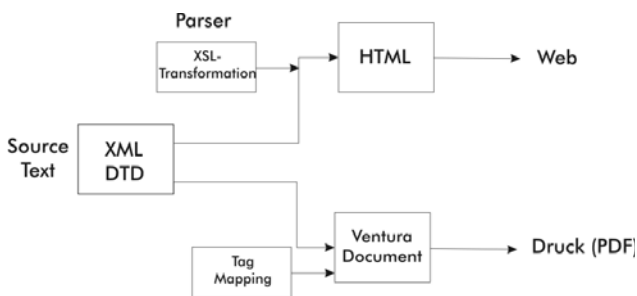 Parser
XSL-
Transformation
HTML
Web
Source
Text
XML
DTD
Ventura
Document
Druck (PDF)
Tag
Mapping